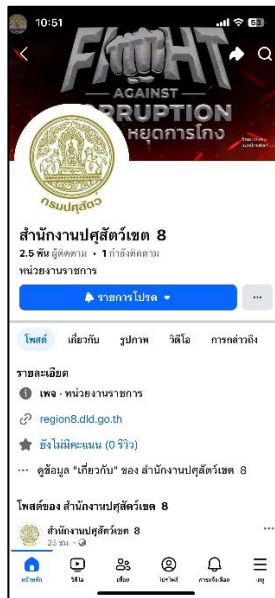 10:51
FIGHT
AGAINST
CORRUPTION
หยุดการโกง
กรมปศุสัตว์
สำนักงานปศุสัตว์เขต 8
2.5 พัน ผู้ติดตาม • 1 กำลังติดตาม
หน่วยงานราชการ
รายการโปรด
โพสต์ เกี่ยวกับ รูปภาพ วิดีโอ การกล่าวถึง
รายละเอียด
เพจ · หน่วยงานราชการ
region8.dld.go.th
ยังไม่มีคะแนน (0 รีวิว)
ดูข้อมูล "เกี่ยวกับ" ของ สำนักงานปศุสัตว์เขต 8
โพสต์ของ สำนักงานปศุสัตว์เขต 8
สำนักงานปศุสัตว์เขต 8
23 ชม.
หน้าหลัก วิดีโอ เพื่อน โปรไฟล์ การแจ้งเตือน เมนู